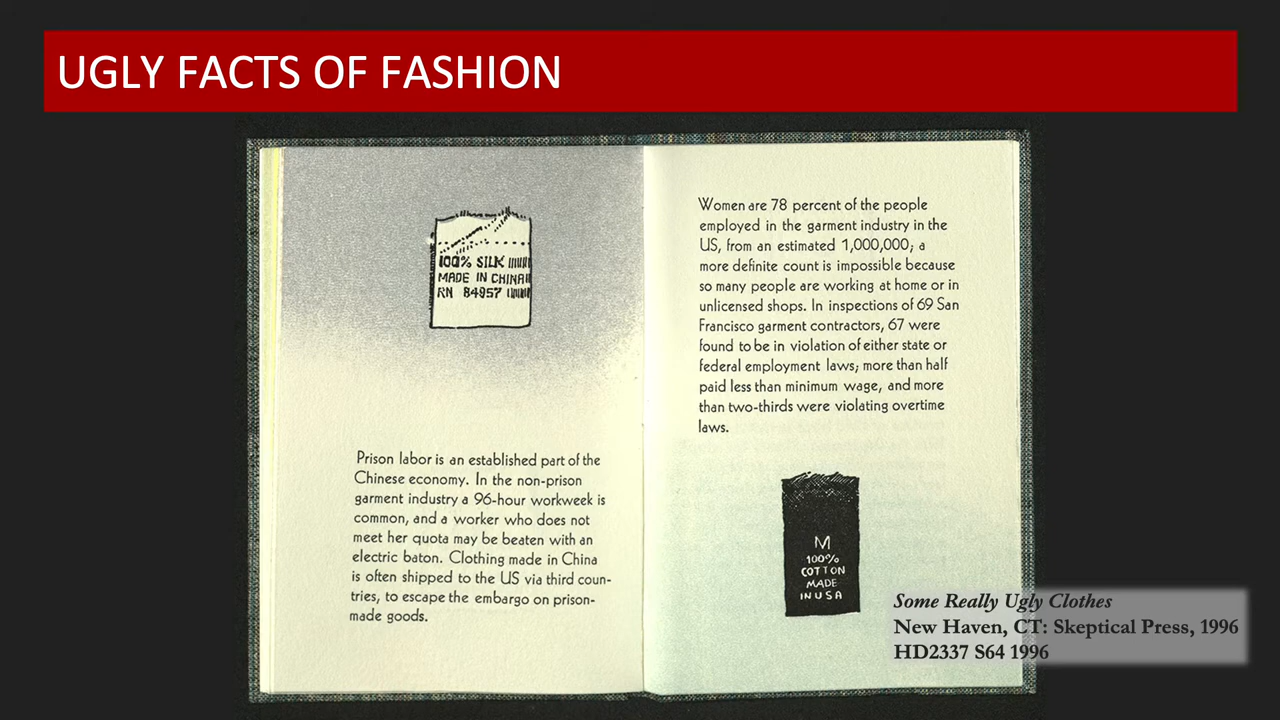 UGLY FACTS OF FASHION
100% SILK
MADE IN CHINA
RN 84957
Prison labor is an established part of the
Chinese economy. In the non-prison
garment industry a 96-hour workweek is
common, and a worker who does not
meet her quota may be beaten with an
electric baton. Clothing made in China
is often shipped to the US via third coun-
tries, to escape the embargo on prison-
made goods.
Women are 78 percent of the people
employed in the garment industry in the
US, from an estimated 1,000,000; a
more definite count is impossible because
so many people are working at home or in
unlicensed shops. In inspections of 69 San
Francisco garment contractors, 67 were
found to be in violation of either state or
federal employment laws; more than half
paid less than minimum wage, and more
than two-thirds were violating overtime
laws.
M
100%
COTTON
MADE
IN USA
Some Really Ugly Clothes
New Haven, CT: Skeptical Press, 1996
HD2337 S64 1996